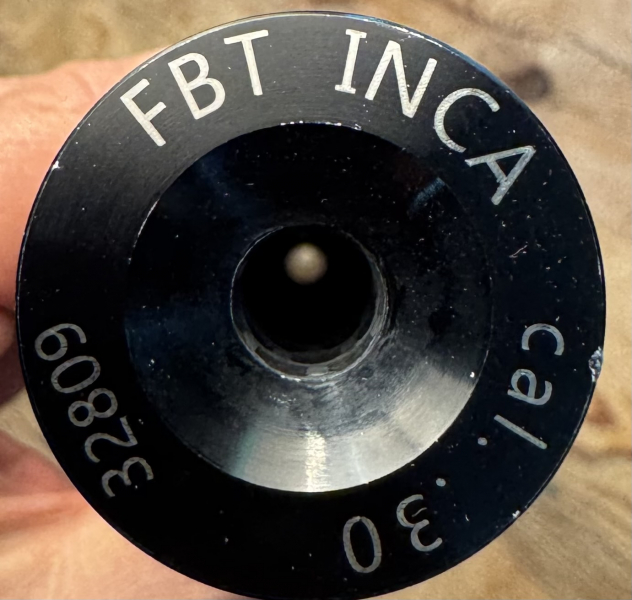 FBT INCA
cal. .30
32809